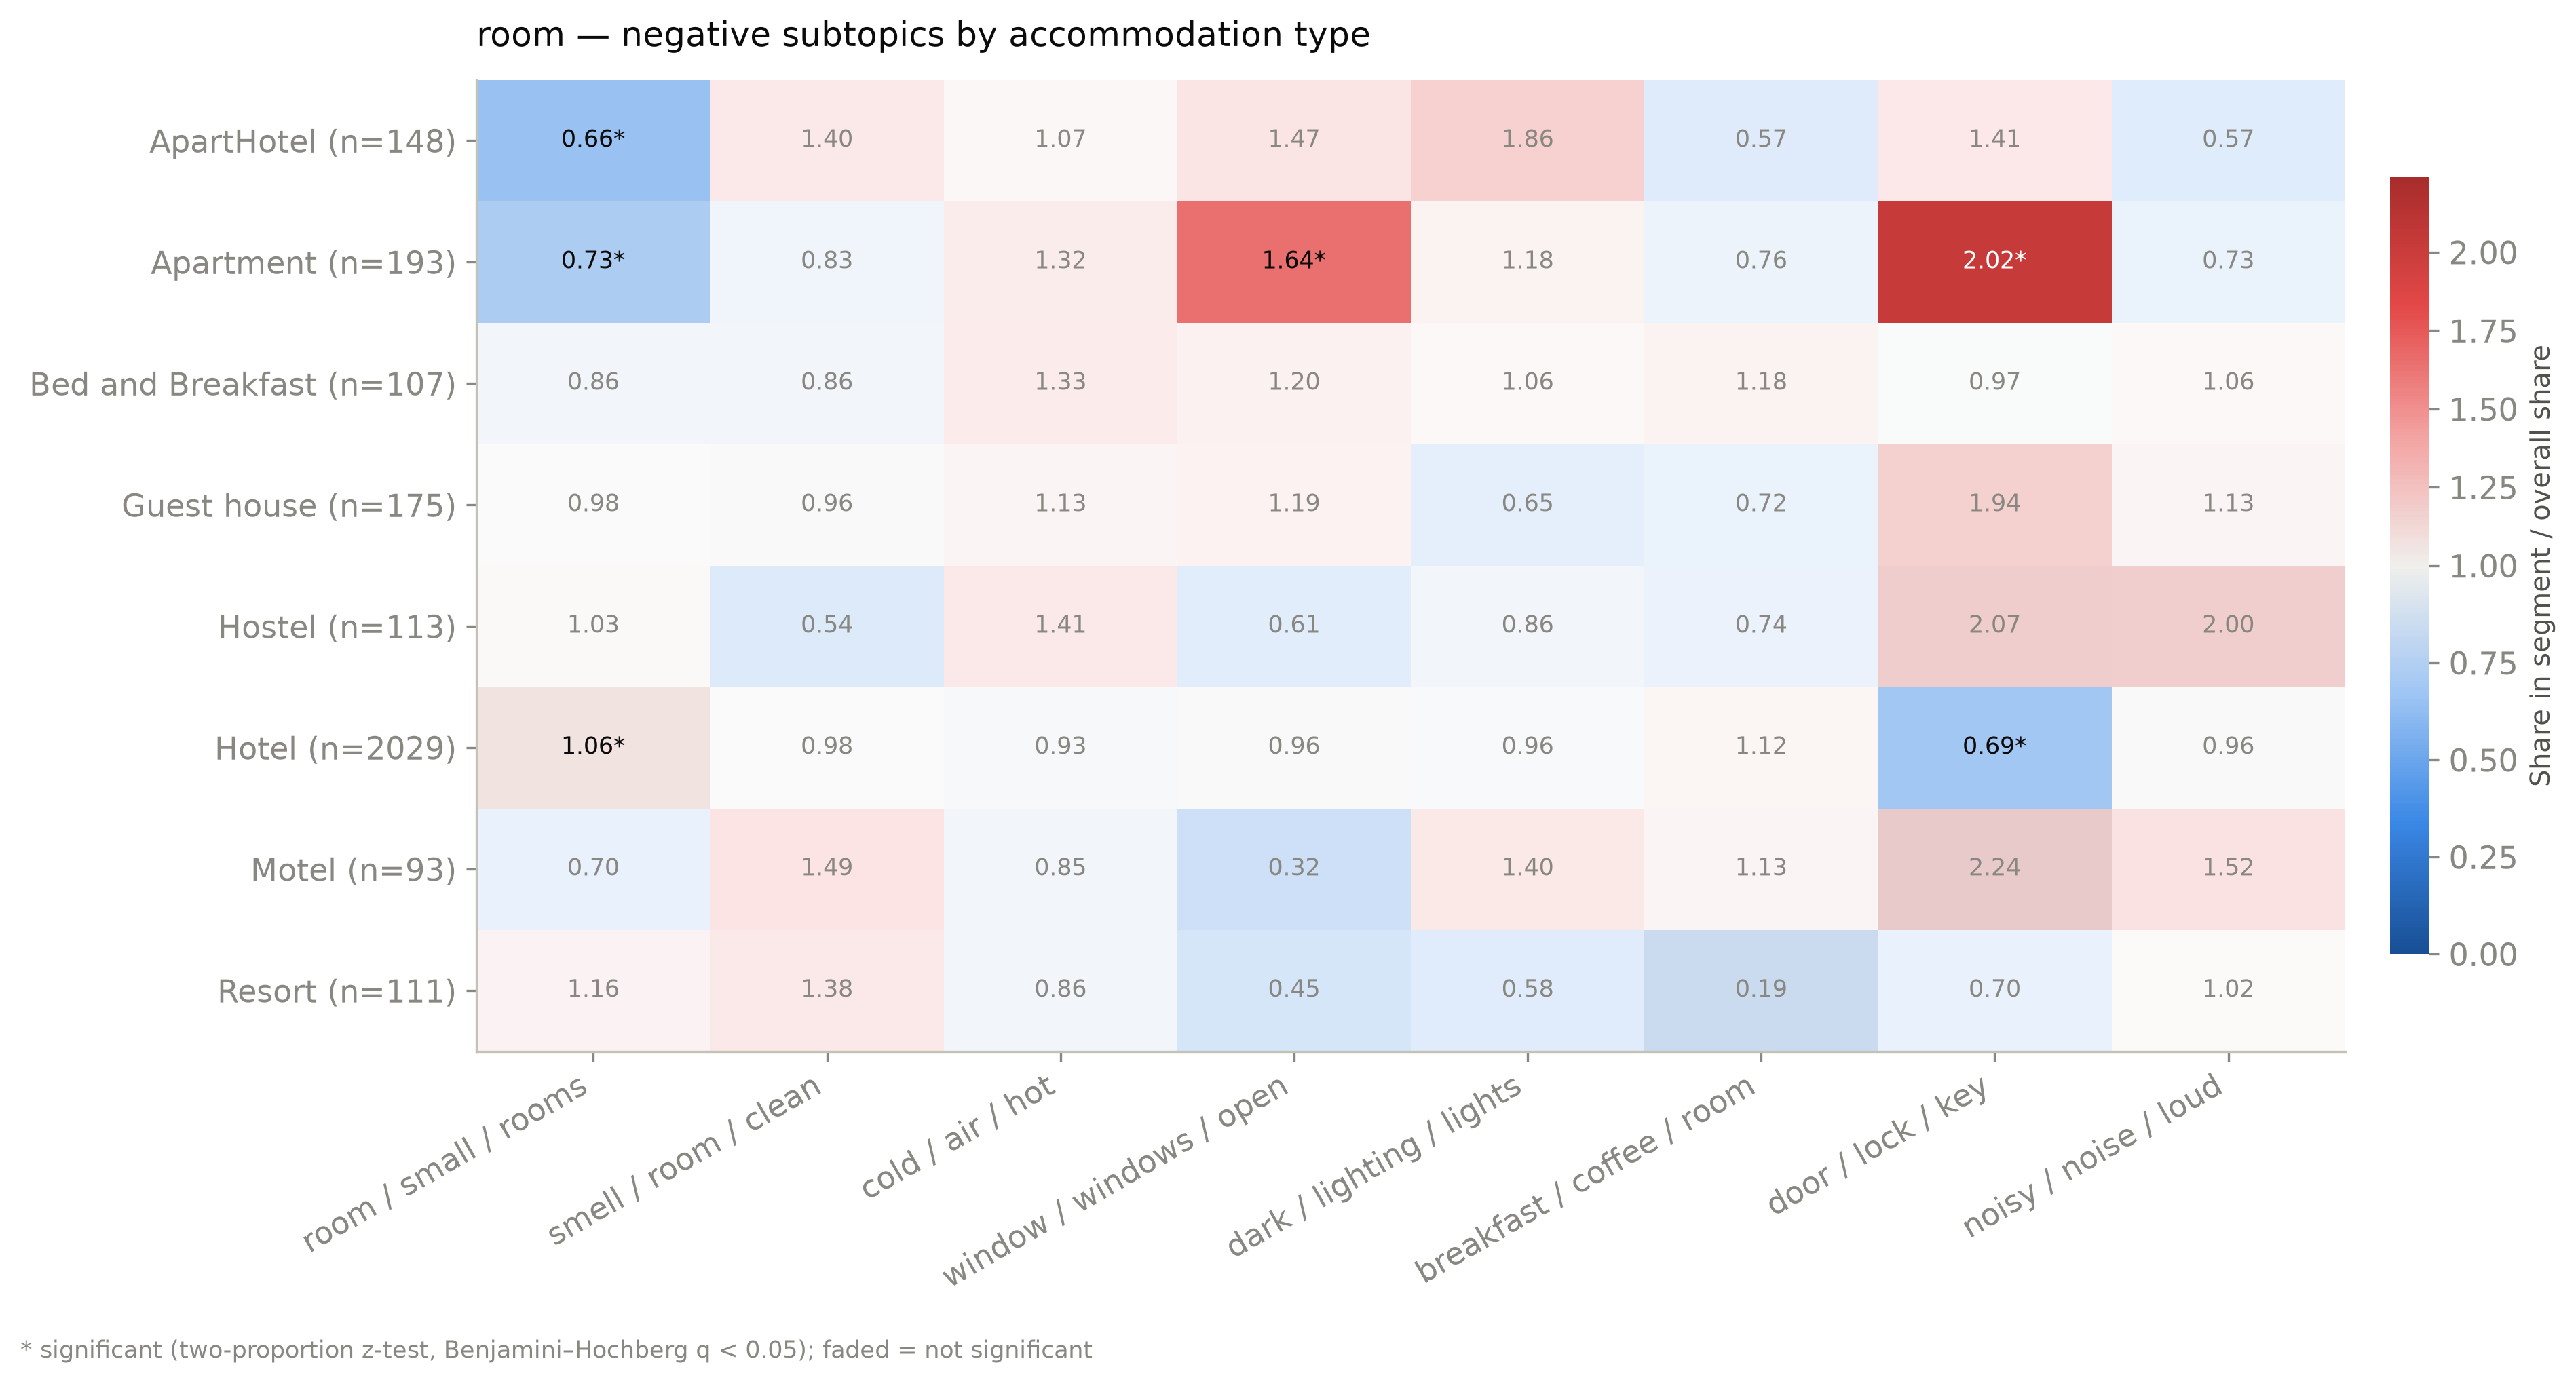 room — negative subtopics by accommodation type
ApartHotel (n=148) 0.66* 1.40 1.07 1.47 1.86 0.57 1.41 0.57
Apartment (n=193) 0.73* 0.83 1.32 1.64* 1.18 0.76 2.02* 0.73
Bed and Breakfast (n=107) 0.86 0.86 1.33 1.20 1.06 1.18 0.97 1.06
Guest house (n=175) 0.98 0.96 1.13 1.19 0.65 0.72 1.94 1.13
Hostel (n=113) 1.03 0.54 1.41 0.61 0.86 0.74 2.07 2.00
Hotel (n=2029) 1.06* 0.98 0.93 0.96 0.96 1.12 0.69* 0.96
Motel (n=93) 0.70 1.49 0.85 0.32 1.40 1.13 2.24 1.52
Resort (n=111) 1.16 1.38 0.86 0.45 0.58 0.19 0.70 1.02
room / small / rooms
smell / room / clean
cold / air / hot
window / windows / open
dark / lighting / lights
breakfast / coffee / room
door / lock / key
noisy / noise / loud
2.00
1.75
1.50
1.25
1.00
0.75
0.50
0.25
0.00
Share in segment / overall share
* significant (two-proportion z-test, Benjamini–Hochberg q < 0.05); faded = not significant